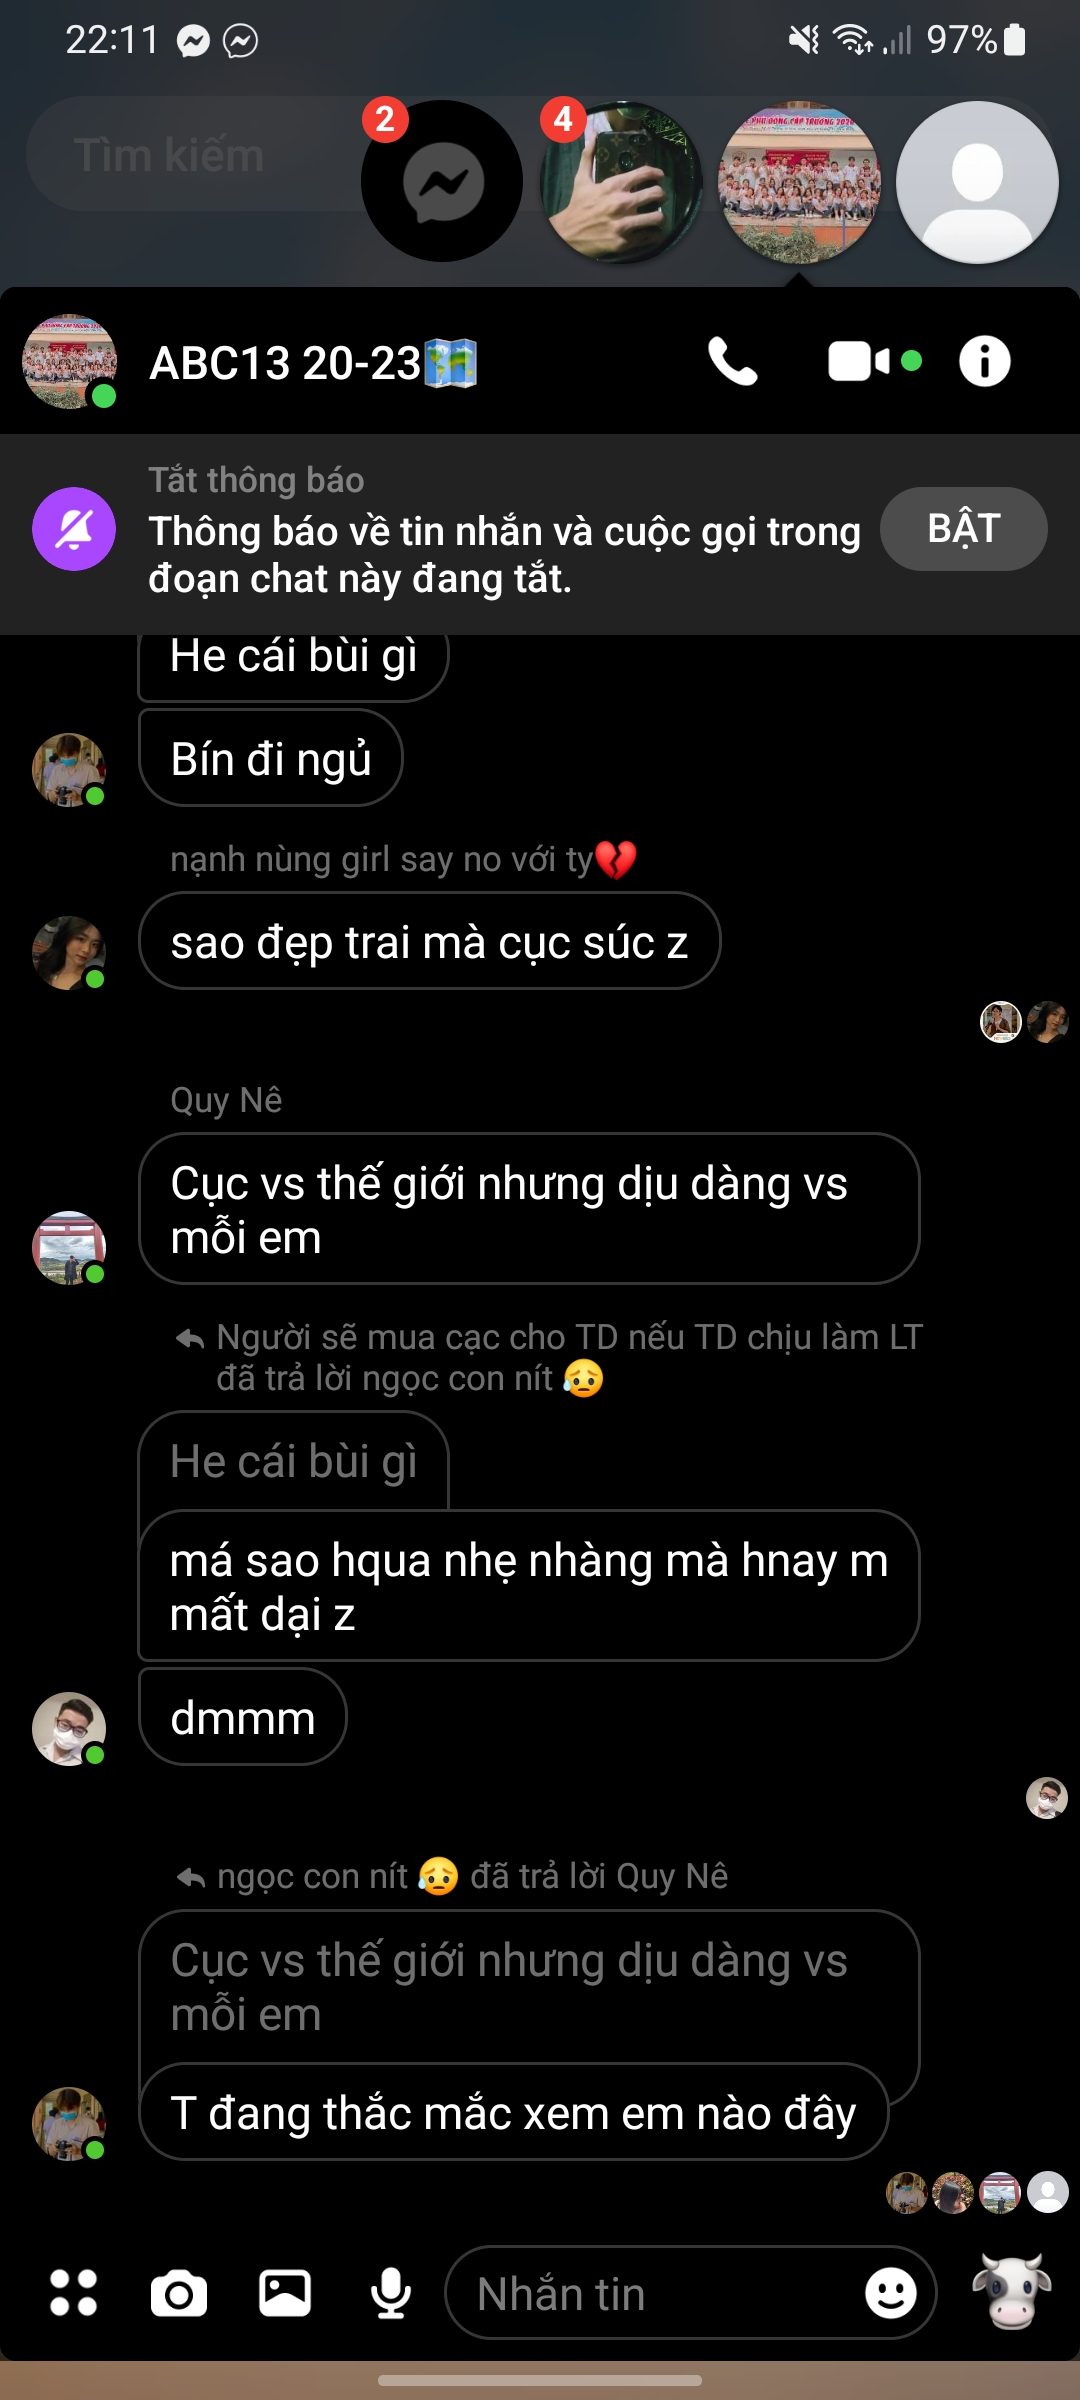 22:11
97%
Tìm kiếm
2
4
ABC13 20-23
Tắt thông báo
Thông báo về tin nhắn và cuộc gọi trong
đoạn chat này đang tắt.
BẬT
He cái bùi gì
Bín đi ngủ
nạnh nùng girl say no với ty💔
sao đẹp trai mà cục súc z
Quy Nê
Cục vs thế giới nhưng dịu dàng vs
mỗi em
Người sẽ mua cạc cho TD nếu TD chịu làm LT
đã trả lời ngọc con nít 😥
He cái bùi gì
má sao hqua nhẹ nhàng mà hnay m
mất dại z
dmmm
ngọc con nít 😥 đã trả lời Quy Nê
Cục vs thế giới nhưng dịu dàng vs
mỗi em
T đang thắc mắc xem em nào đây
Nhắn tin